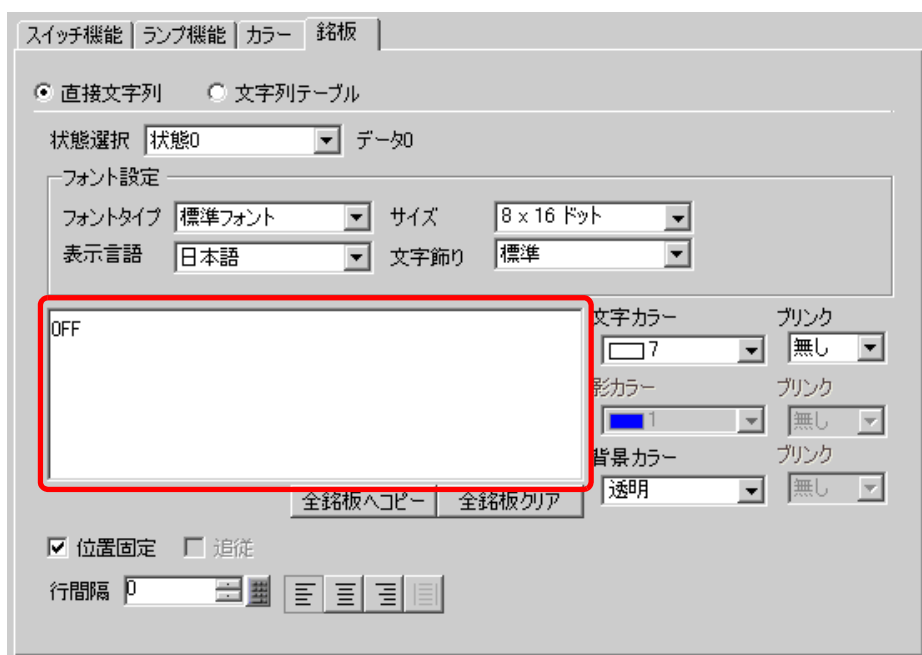 スイッチ機能 ランプ機能 カラー 銘板
直接文字列 文字列テーブル
状態選択 状態0 データ0
フォント設定
フォントタイプ 標準フォント サイズ 8 x 16 ドット
表示言語 日本語 文字飾り 標準
OFF
文字カラー ブリンク
7 無し
影カラー ブリンク
1 無し
背景カラー ブリンク
透明 無し
全銘板へコピー 全銘板クリア
位置固定 追従
行間隔 0